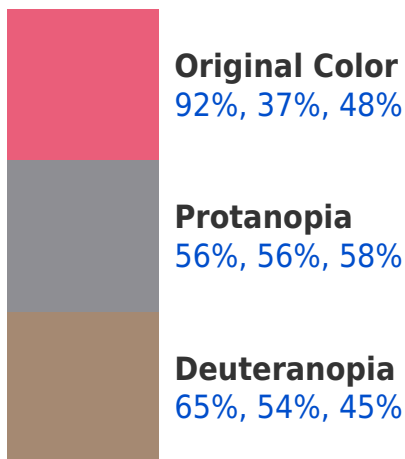 Original Color
92%, 37%, 48%
Protanopia
56%, 56%, 58%
Deuteranopia
65%, 54%, 45%